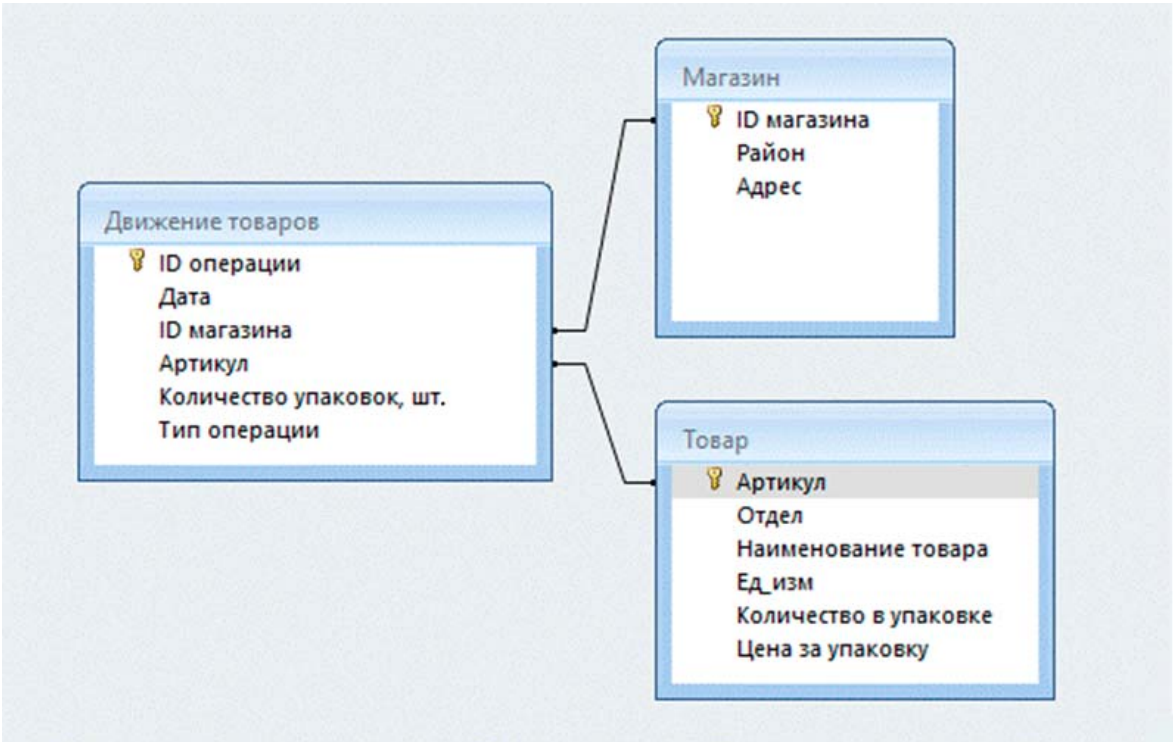 Магазин
ID магазина
Район
Адрес
Движение товаров
ID операции
Дата
ID магазина
Артикул
Количество упаковок, шт.
Тип операции
Товар
Артикул
Отдел
Наименование товара
Ед_изм
Количество в упаковке
Цена за упаковку